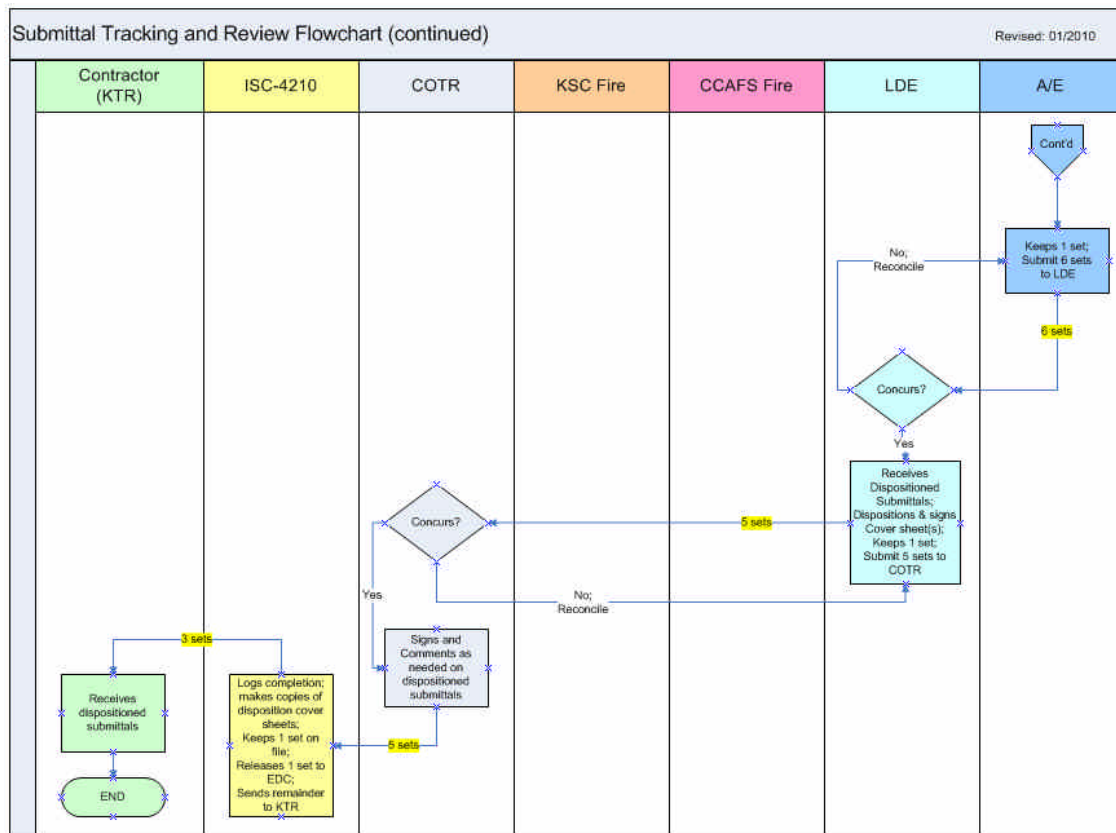 Submittal Tracking and Review Flowchart (continued)
Revised: 01/2010
Contractor
(KTR)
ISC-4210
COTR
KSC Fire
CCAFS Fire
LDE
A/E
Cont'd
Keeps 1 set;
Submit 6 sets
to LDE
No;
Reconcile
6 sets
Concurs?
Yes
Receives
Dispositioned
Submittals;
Dispositions & signs
Cover sheet(s);
Keeps 1 set;
Submit 5 sets to
COTR
5 sets
Concurs?
No;
Reconcile
Yes
Signs and
Comments as
needed on
dispositioned
submittals
5 sets
Logs completion;
makes copies of
disposition cover
sheets;
Keeps 1 set on
file;
Releases 1 set to
EDC;
Sends remainder
to KTR
3 sets
Receives
dispositioned
submittals
END